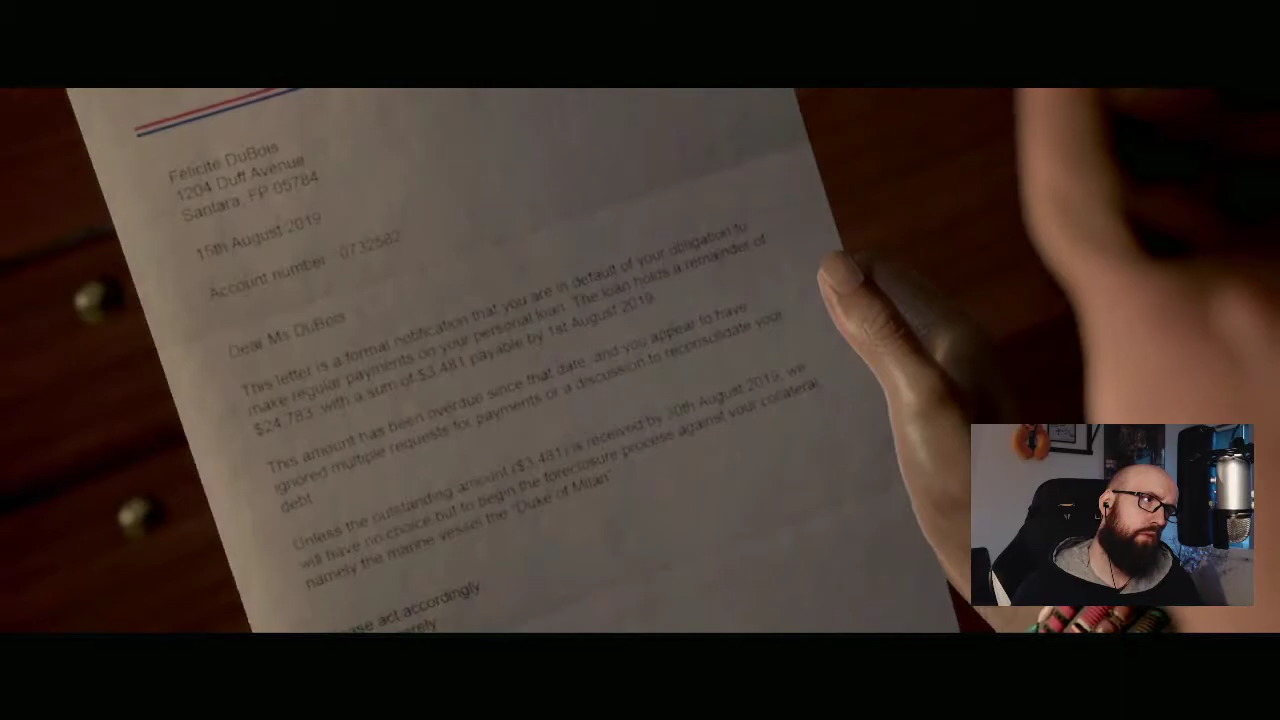 Felicite DuBois
1204 Duff Avenue
Santara, FP 05784
15th August 2019
Account number 0732582
Dear Ms DuBois
This letter is a formal notification that you are in default of your obligation to
make regular payments on your personal loan. The loan holds a remainder of
$24,783, with a sum of $3,481 payable by 1st August 2019.
This amount has been overdue since that date, and you appear to have
ignored multiple requests for payments or a discussion to reconsolidate your
debt.
Unless the outstanding amount ($3,481) is received by 30th August 2019, we
will have no choice but to begin the foreclosure process against your collateral,
namely the marine vessel the "Duke of Milan"
act accordingly